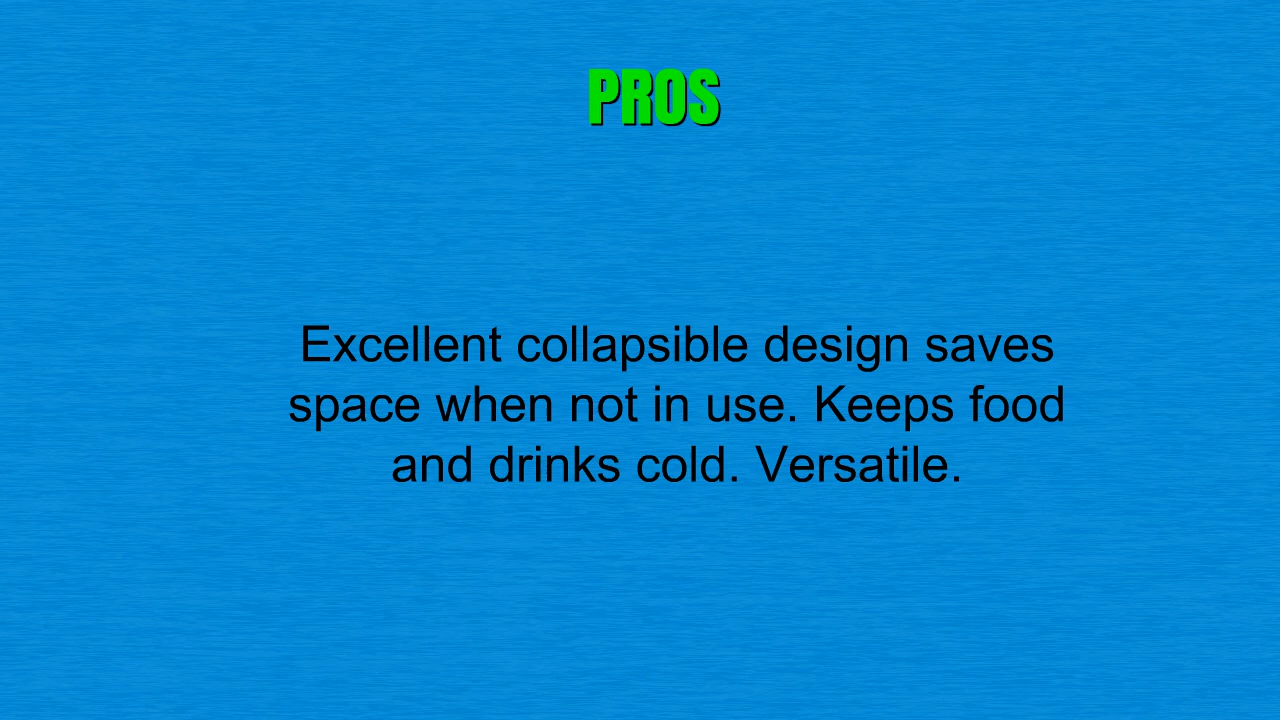 PROS
Excellent collapsible design saves
space when not in use. Keeps food
and drinks cold. Versatile.